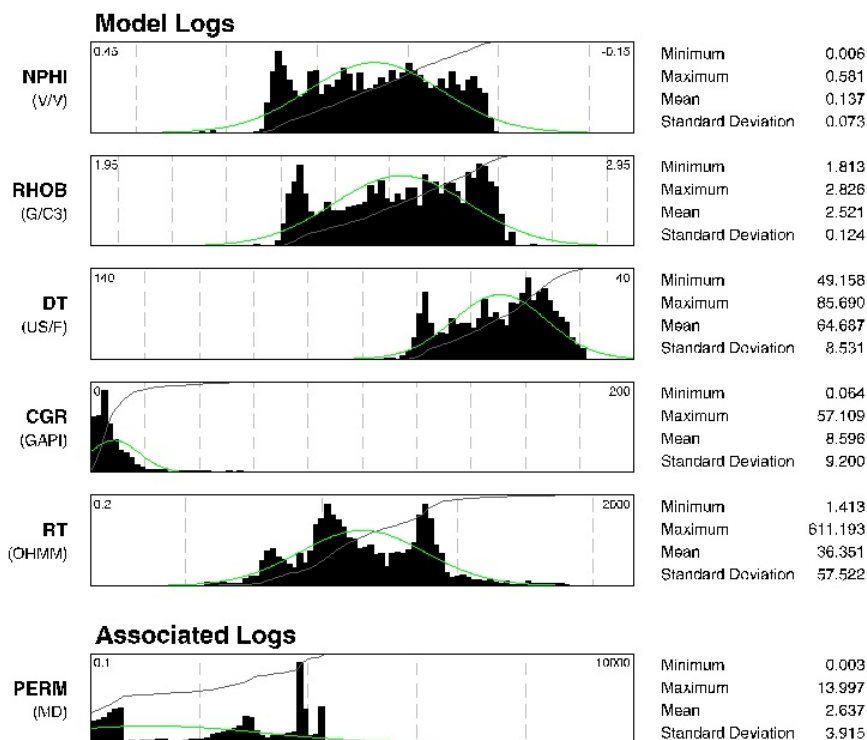 Model Logs
0.45 -0.15
NPHI
(V/V)
Minimum 0.006
Maximum 0.581
Mean 0.137
Standard Deviation 0.073
1.95 2.95
RHOB
(G/C3)
Minimum 1.813
Maximum 2.826
Mean 2.521
Standard Deviation 0.124
140 40
DT
(US/F)
Minimum 49.158
Maximum 85.690
Mean 64.687
Standard Deviation 8.531
0 200
CGR
(GAPI)
Minimum 0.064
Maximum 57.109
Mean 8.596
Standard Deviation 9.200
0.2 2000
RT
(OHMM)
Minimum 1.413
Maximum 611.193
Mean 36.351
Standard Deviation 57.522
Associated Logs
0.1 10000
PERM
(MD)
Minimum 0.003
Maximum 13.997
Mean 2.637
Standard Deviation 3.915